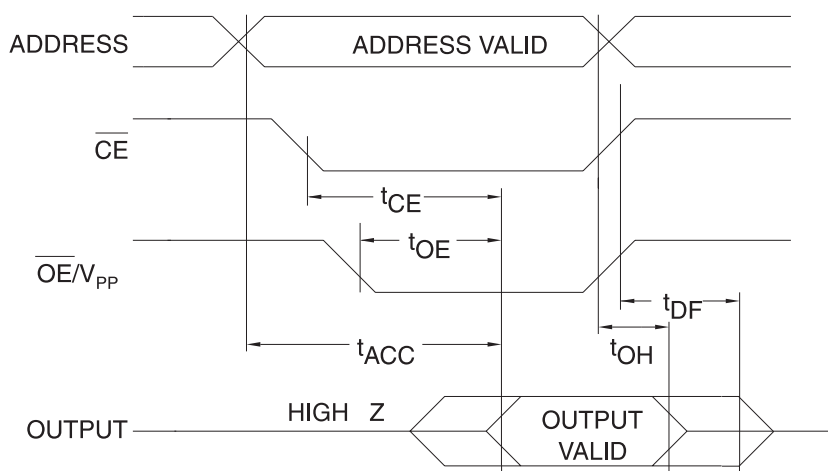 ADDRESS
ADDRESS VALID
CE
tCE
tOE
OE/VPP
tDF
tOH
tACC
HIGH Z
OUTPUT
OUTPUT
VALID